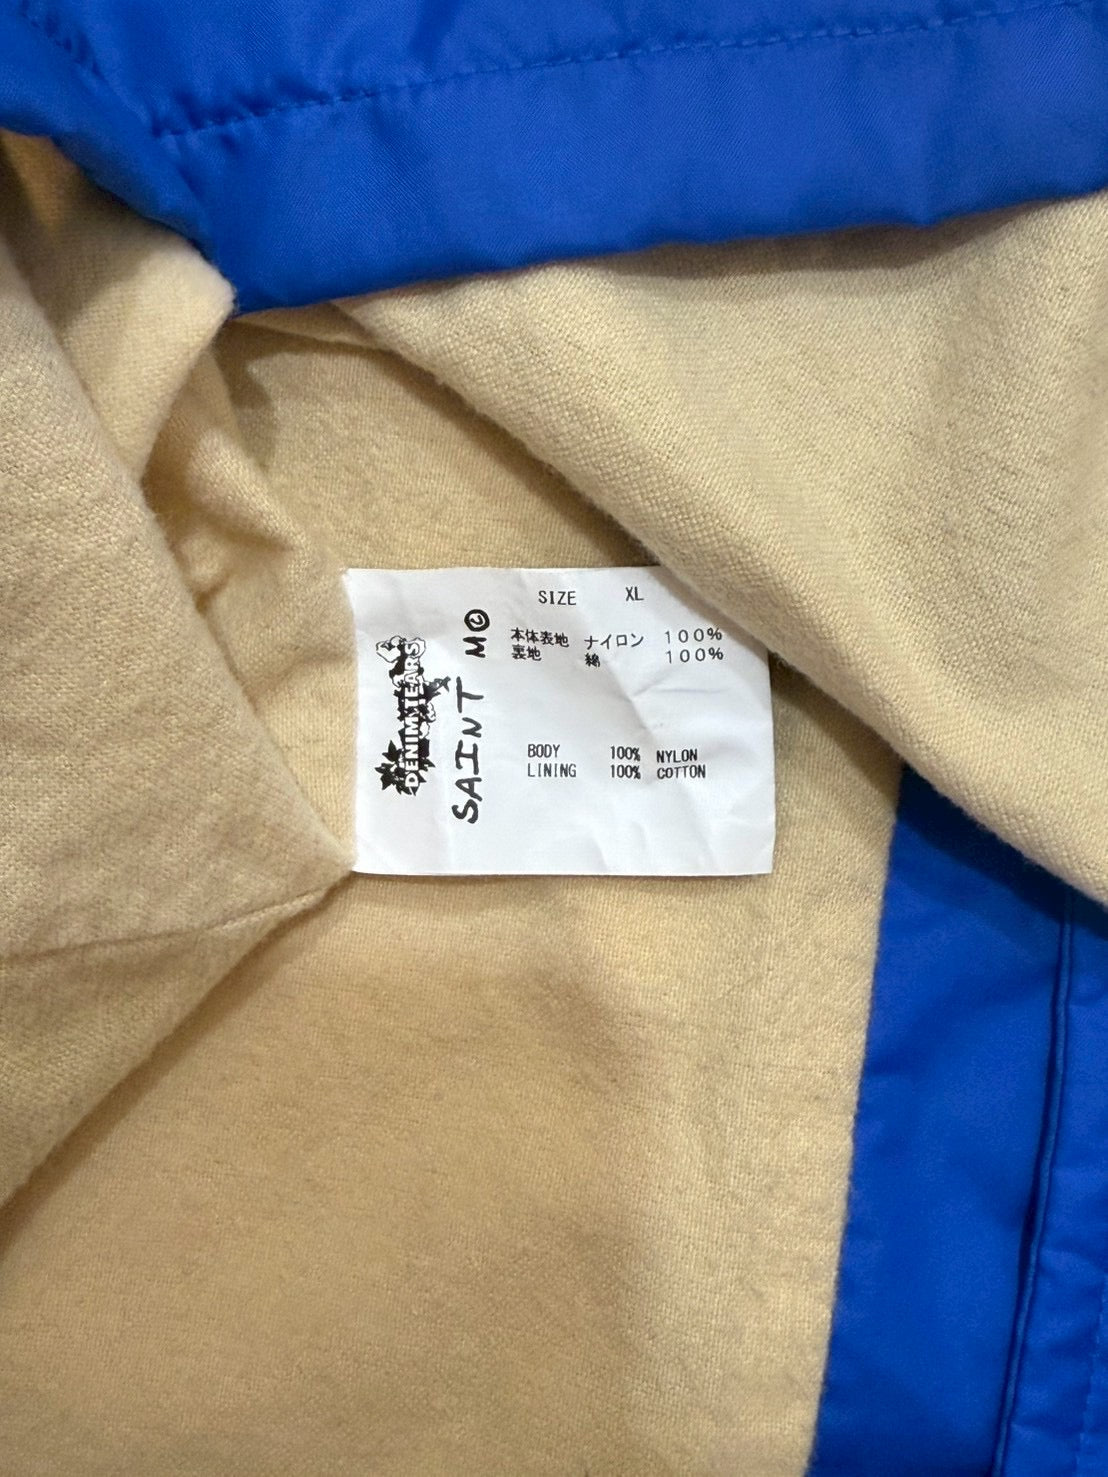 SIZE XL
本体表地 ナイロン 100%
裏地 綿 100%
BODY 100% NYLON
LINING 100% COTTON
DENIM TEARS
SAINT M©